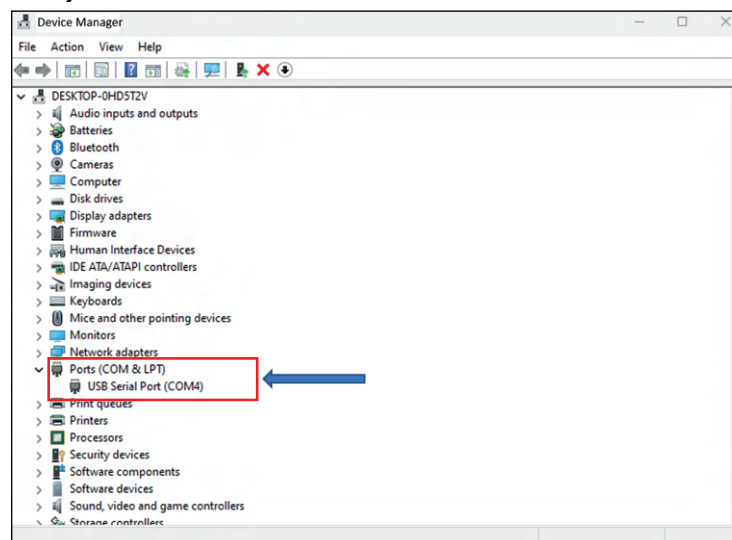 Device Manager
File Action View Help
DESKTOP-0HD5T2V
Audio inputs and outputs
Batteries
Bluetooth
Cameras
Computer
Disk drives
Display adapters
Firmware
Human Interface Devices
IDE ATA/ATAPI controllers
Imaging devices
Keyboards
Mice and other pointing devices
Monitors
Network adapters
Ports (COM & LPT)
USB Serial Port (COM4)
Print queues
Printers
Processors
Security devices
Software components
Software devices
Sound, video and game controllers
Storage controllers